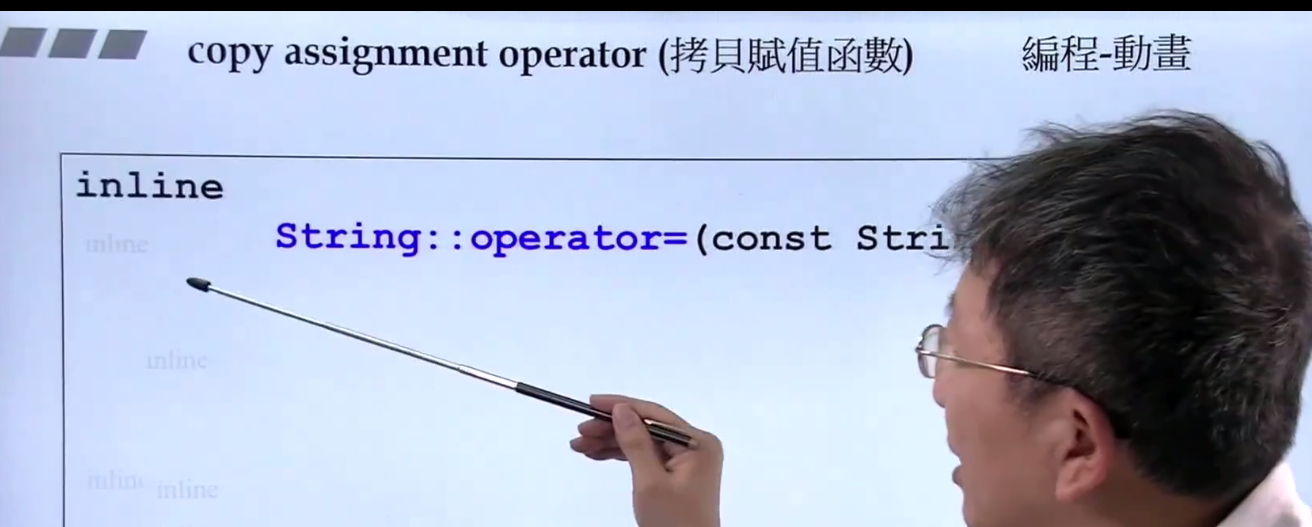 copy assignment operator (拷貝賦值函數) 編程-動畫
inline
inline String::operator=(const Stri
inline
inline inline